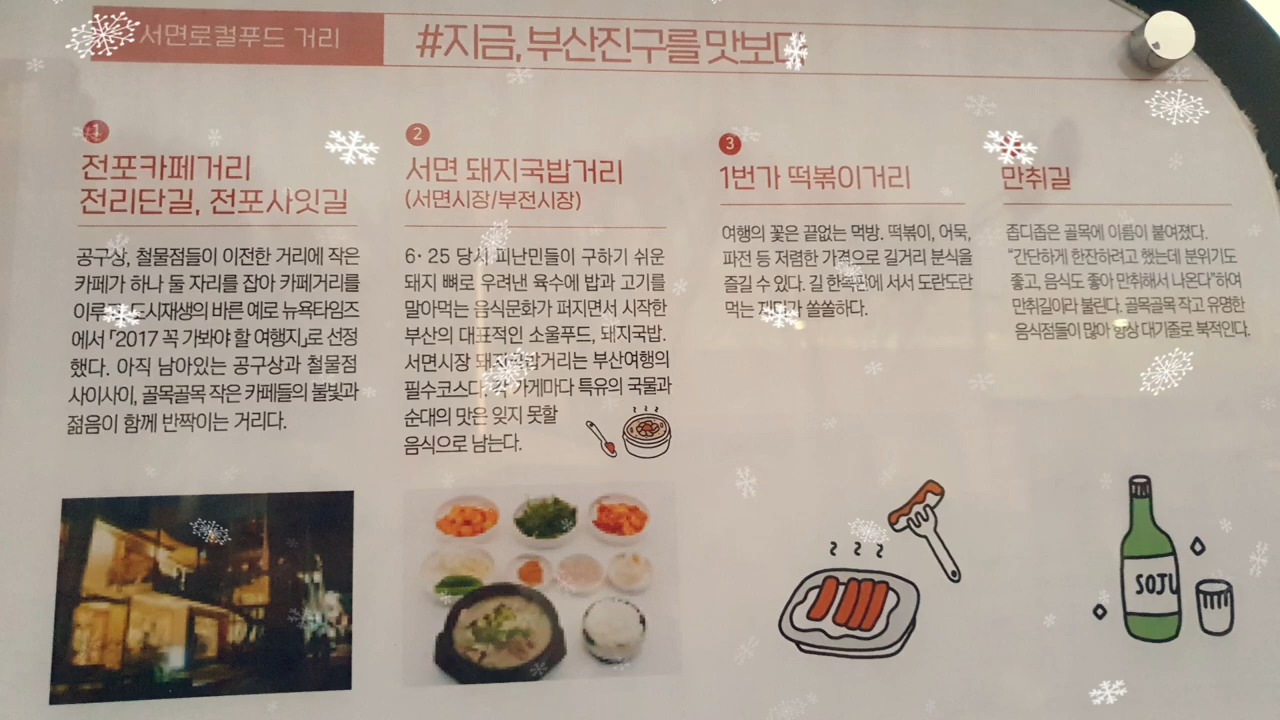 서면로컬푸드 거리
#지금, 부산진구를 맛보다
1
전포카페거리
전리단길, 전포사잇길
공구상, 철물점들이 이전한 거리에 작은
카페가 하나 둘 자리를 잡아 카페거리를
이루고 도시재생의 바른 예로 뉴욕타임즈
에서 「2017 꼭 가봐야 할 여행지」로 선정
했다. 아직 남아있는 공구상과 철물점
사이사이, 골목골목 작은 카페들의 불빛과
젊음이 함께 반짝이는 거리다.
2
서면 돼지국밥거리
(서면시장/부전시장)
6·25 당시 피난민들이 구하기 쉬운
돼지 뼈로 우려낸 육수에 밥과 고기를
말아먹는 음식문화가 퍼지면서 시작한
부산의 대표적인 소울푸드, 돼지국밥.
서면시장 돼지국밥거리는 부산여행의
필수코스다. 각 가게마다 특유의 국물과
순대의 맛은 잊지 못할
음식으로 남는다.
3
1번가 떡볶이거리
여행의 꽃은 끝없는 먹방. 떡볶이, 어묵,
파전 등 저렴한 가격으로 길거리 분식을
즐길 수 있다. 길 한복판에 서서 도란도란
먹는 재미가 쏠쏠하다.
만취길
좁디좁은 골목에 이름이 붙여졌다.
"간단하게 한잔하려고 했는데 분위기도
좋고, 음식도 좋아 만취해서 나온다"하여
만취길이라 불린다. 골목골목 작고 유명한
음식점들이 많아 항상 대기줄로 북적인다.
SOJU